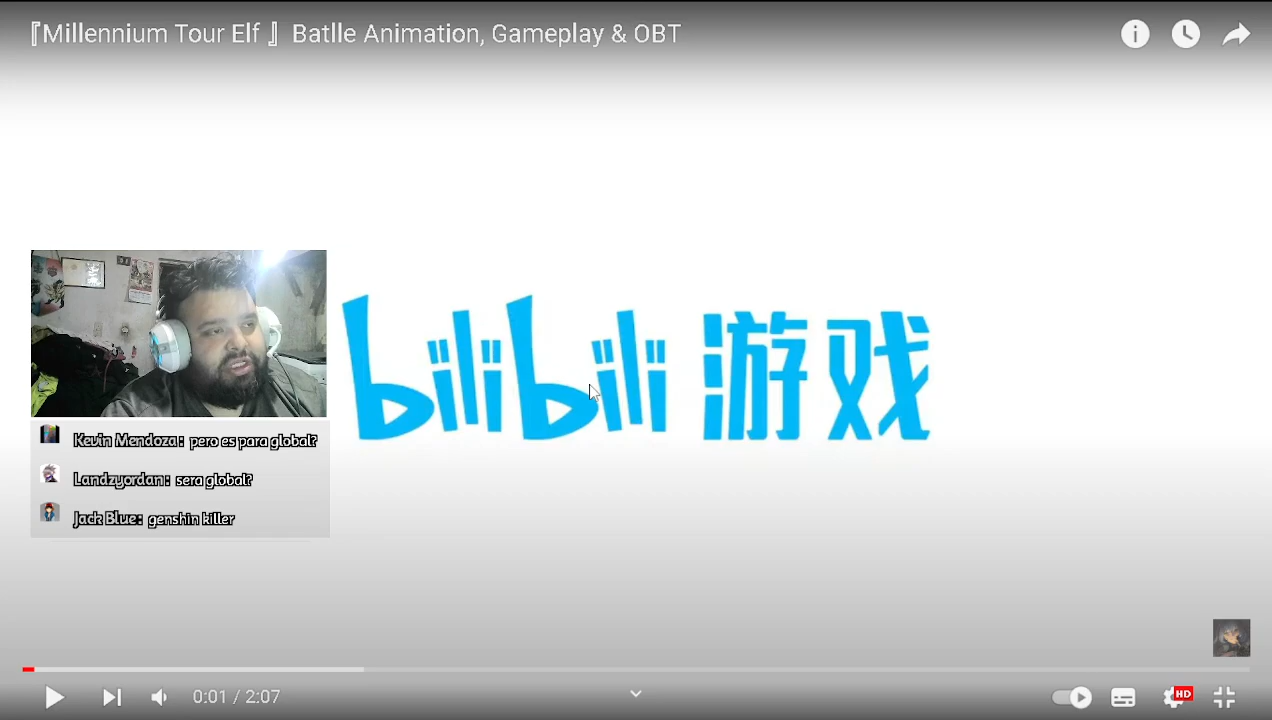 『Millennium Tour Elf 』 Batlle Animation, Gameplay & OBT
bilibili 游戏
Kevin Mendoza: pero es para global?
Landzyordan: sera global?
Jack Blue: genshin killer
0:01 / 2:07
HD